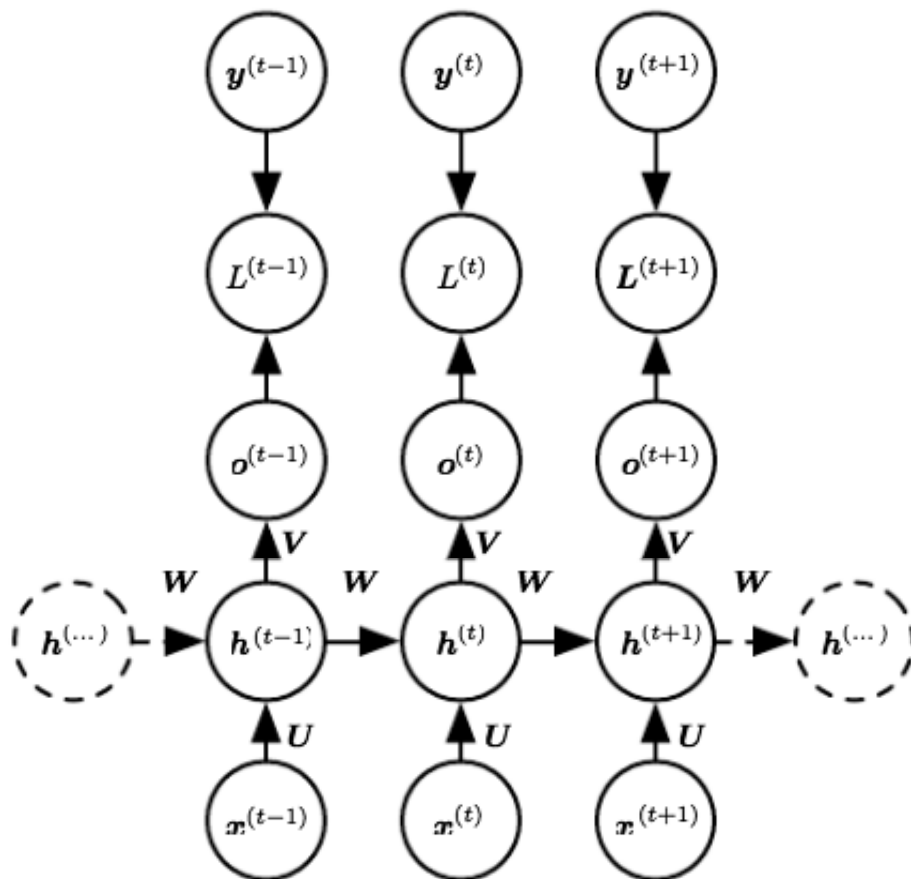 y^(t−1) y^(t) y^(t+1)
L^(t−1) L^(t) L^(t+1)
o^(t−1) o^(t) o^(t+1)
V V V
W W W W
h^(...) h^(t−1) h^(t) h^(t+1) h^(...)
U U U
x^(t−1) x^(t) x^(t+1)